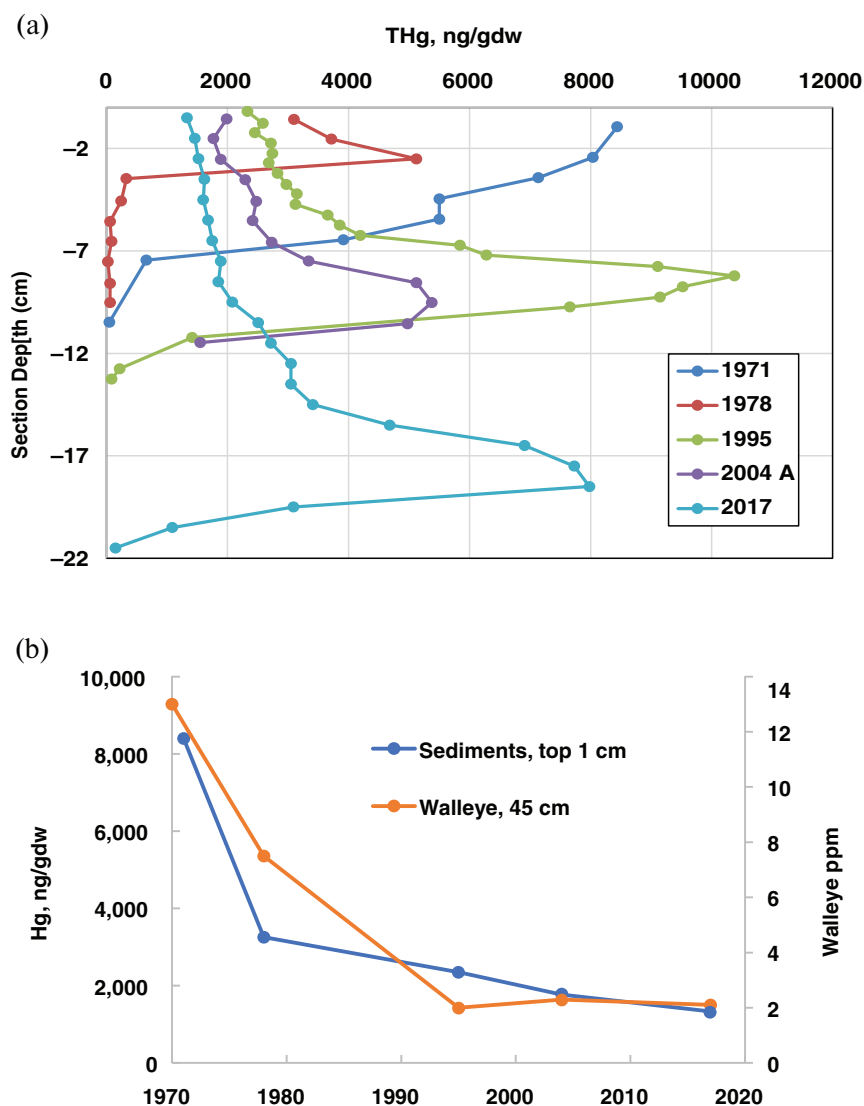 (a)
THg, ng/gdw
0 2000 4000 6000 8000 10000 12000
–2
–7
–12
–17
–22
Section Dep[th (cm)
1971
1978
1995
2004 A
2017
(b)
10,000
8,000
6,000
4,000
2,000
0
Hg, ng/gdw
Sediments, top 1 cm
Walleye, 45 cm
14
12
10
8
6
4
2
0
Walleye ppm
1970 1980 1990 2000 2010 2020